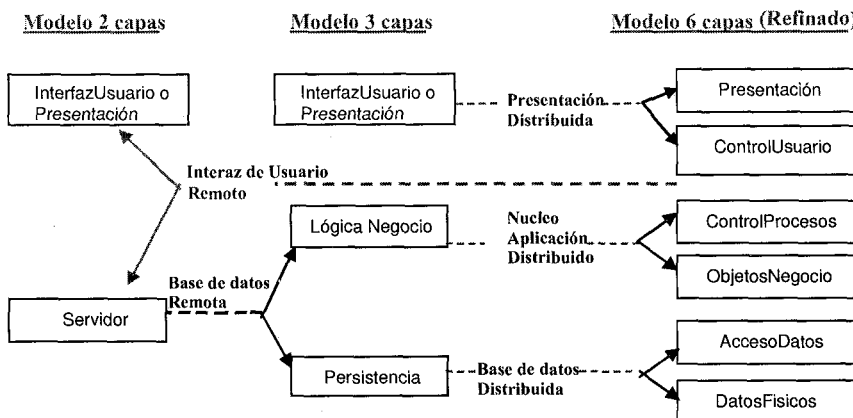 Modelo 2 capas
Modelo 3 capas
Modelo 6 capas (Refinado)
InterfazUsuario o
Presentación
InterfazUsuario o
Presentación
Presentación
Distribuida
Presentación
ControlUsuario
Interaz de Usuario
Remoto
Lógica Negocio
Nucleo
Aplicación
Distribuido
ControlProcesos
ObjetosNegocio
Base de datos
Remota
Servidor
Persistencia
Base de datos
Distribuida
AccesoDatos
DatosFisicos